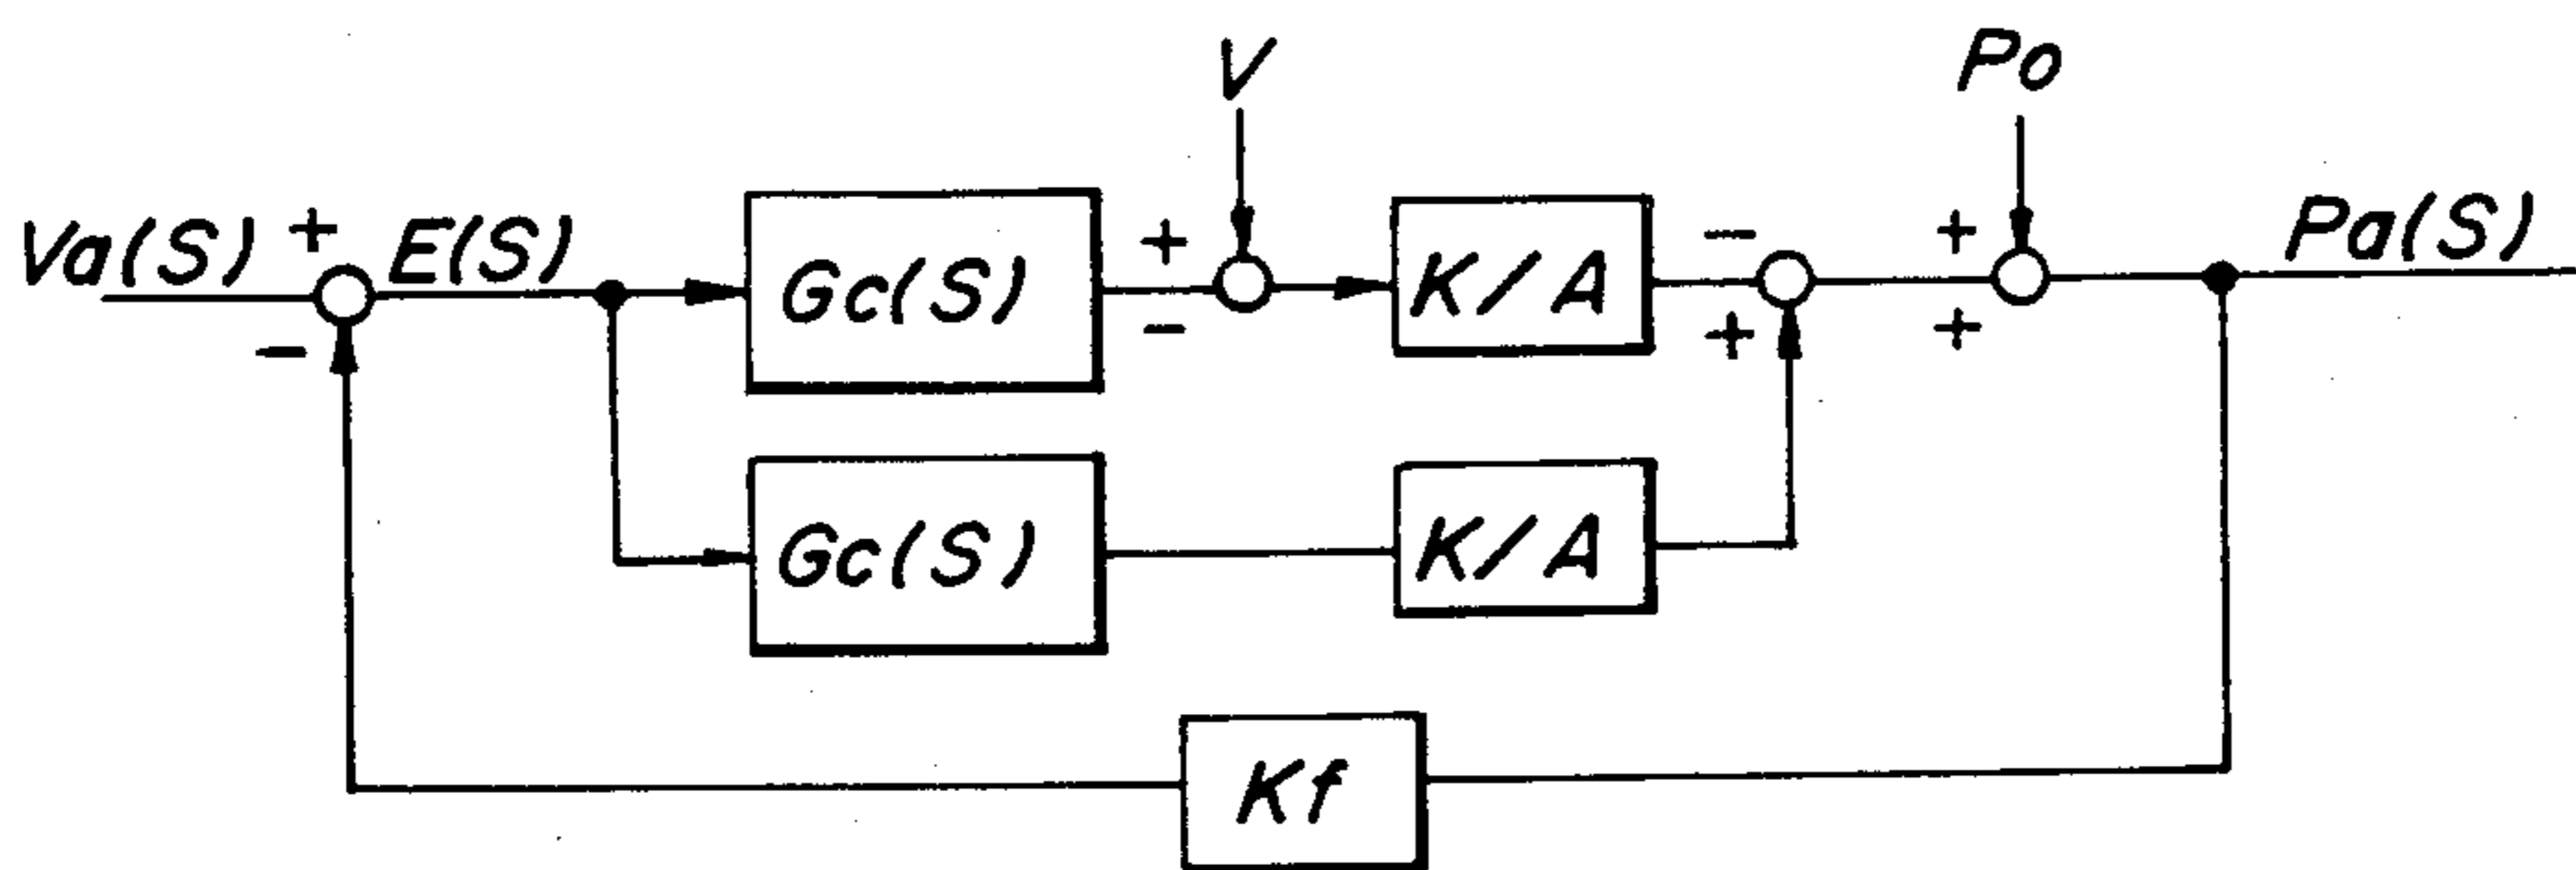 V
Po
Va(S)
+
E(S)
Gc(S)
+
K/A
-
+
Pa(S)
-
-
+
+
Gc(S)
K/A
Kf